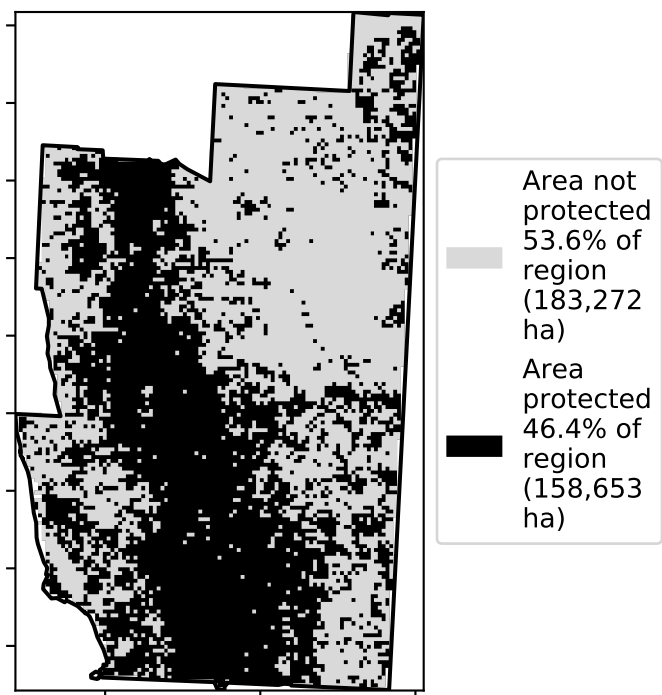 Area not
protected
53.6% of
region
(183,272
ha)
Area
protected
46.4% of
region
(158,653
ha)